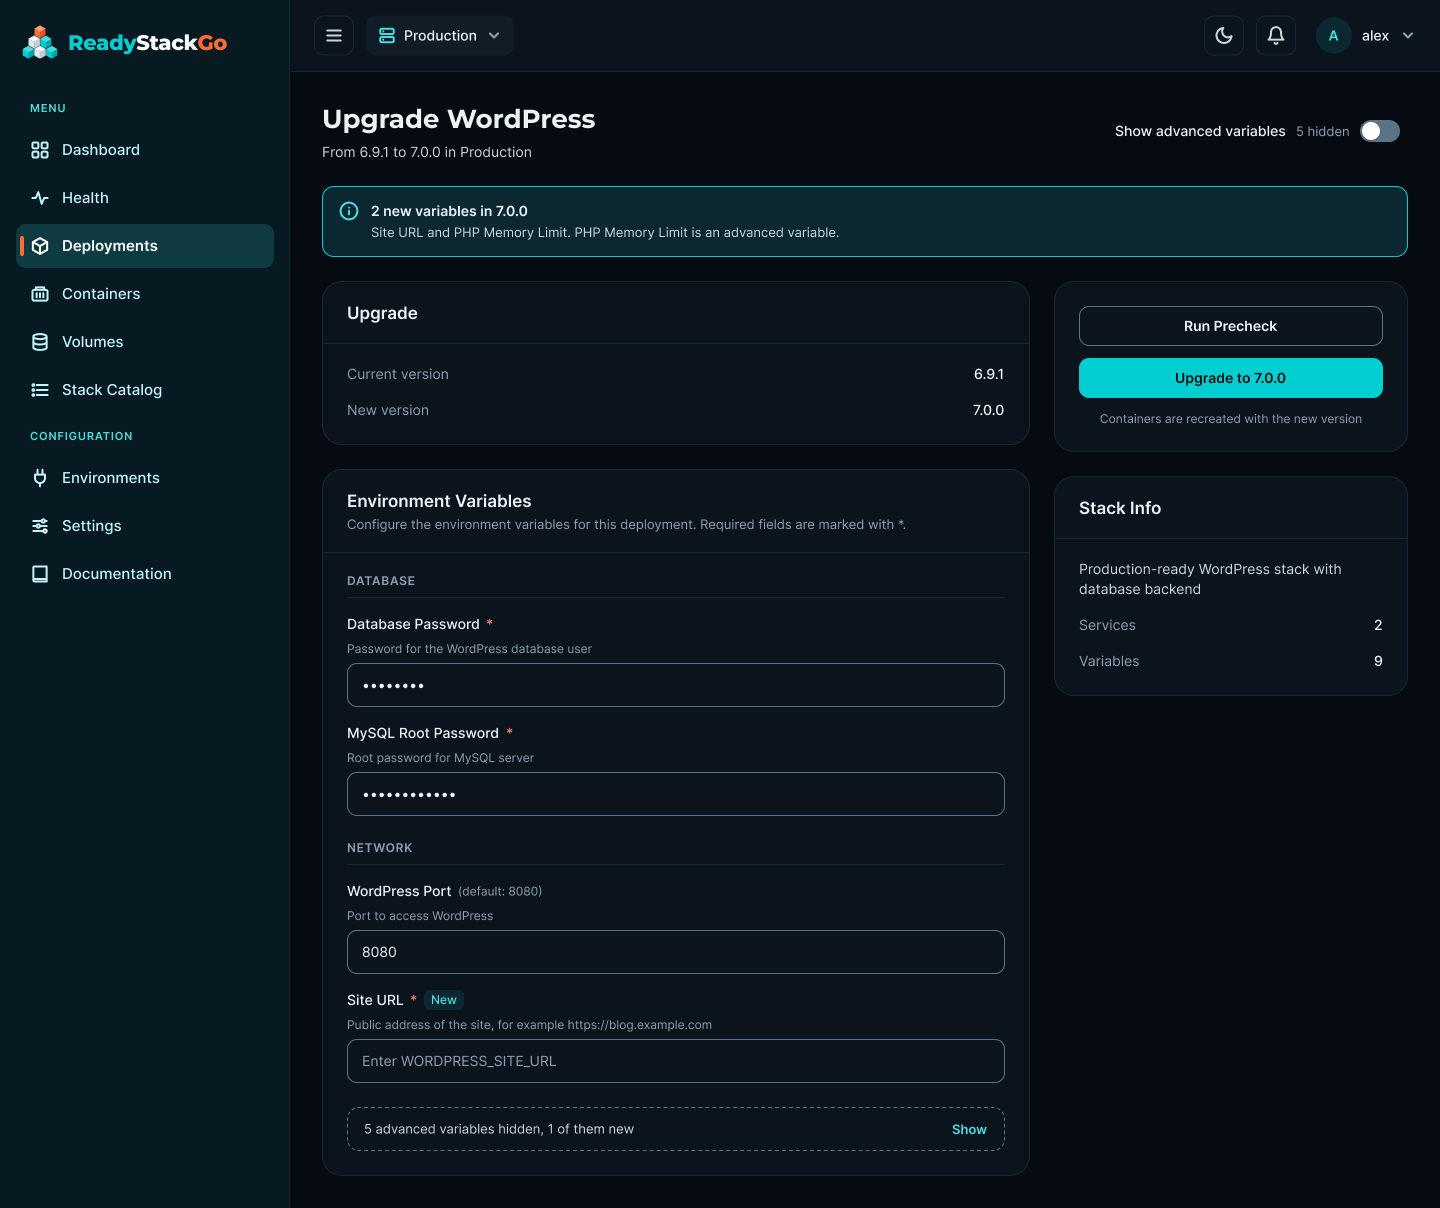 ReadyStackGo
Production
A
alex
MENU
Dashboard
Health
Deployments
Containers
Volumes
Stack Catalog
CONFIGURATION
Environments
Settings
Documentation
Upgrade WordPress
From 6.9.1 to 7.0.0 in Production
Show advanced variables 5 hidden
2 new variables in 7.0.0
Site URL and PHP Memory Limit. PHP Memory Limit is an advanced variable.
Upgrade
Current version 6.9.1
New version 7.0.0
Run Precheck
Upgrade to 7.0.0
Containers are recreated with the new version
Environment Variables
Configure the environment variables for this deployment. Required fields are marked with *.
DATABASE
Database Password *
Password for the WordPress database user
••••••••
MySQL Root Password *
Root password for MySQL server
••••••••••••
NETWORK
WordPress Port (default: 8080)
Port to access WordPress
8080
Site URL * New
Public address of the site, for example https://blog.example.com
Enter WORDPRESS_SITE_URL
5 advanced variables hidden, 1 of them new Show
Stack Info
Production-ready WordPress stack with
database backend
Services 2
Variables 9